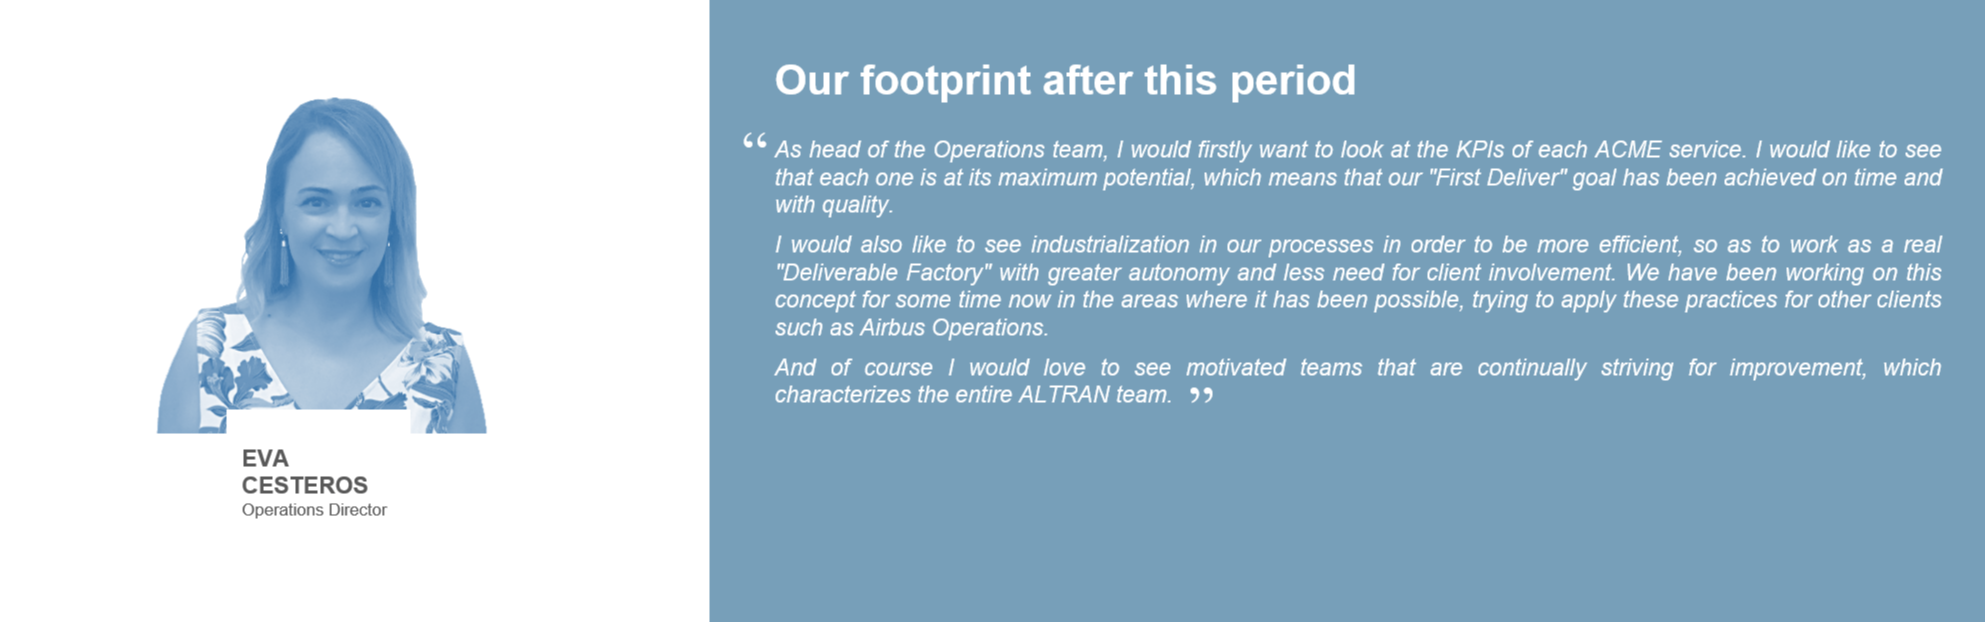 Our footprint after this period
“ As head of the Operations team, I would firstly want to look at the KPIs of each ACME service. I would like to see
that each one is at its maximum potential, which means that our "First Deliver" goal has been achieved on time and
with quality.
I would also like to see industrialization in our processes in order to be more efficient, so as to work as a real
"Deliverable Factory" with greater autonomy and less need for client involvement. We have been working on this
concept for some time now in the areas where it has been possible, trying to apply these practices for other clients
such as Airbus Operations.
And of course I would love to see motivated teams that are continually striving for improvement, which
characterizes the entire ALTRAN team. ”
EVA
CESTEROS
Operations Director